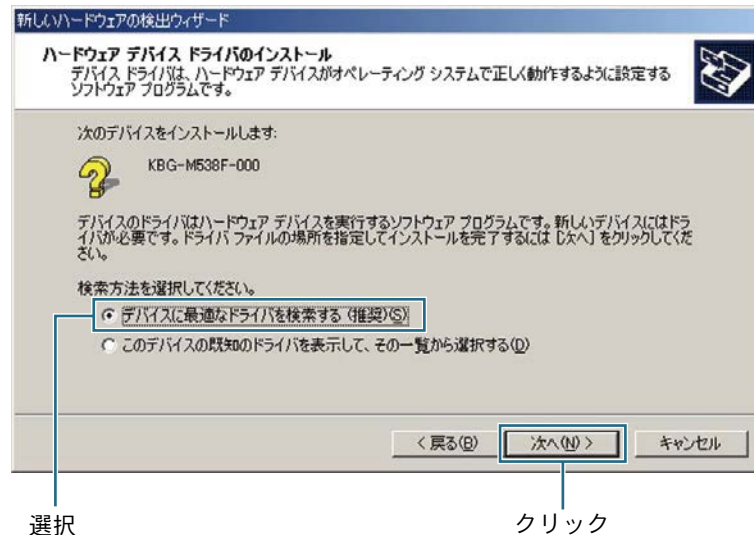 新しいハードウェアの検出ウィザード
ハードウェア デバイス ドライバのインストール
デバイス ドライバは、ハードウェア デバイスがオペレーティング システムで正しく動作するように設定する
ソフトウェア プログラムです。
次のデバイスをインストールします:
KBG-M538F-000
デバイスのドライバはハードウェア デバイスを実行するソフトウェア プログラムです。新しいデバイスにはドラ
イバが必要です。ドライバ ファイルの場所を指定してインストールを完了するには [次へ] をクリックしてくだ
さい。
検索方法を選択してください。
デバイスに最適なドライバを検索する (推奨)(S)
このデバイスの既知のドライバを表示して、その一覧から選択する(D)
< 戻る(B)
次へ(N) >
キャンセル
選択
クリック